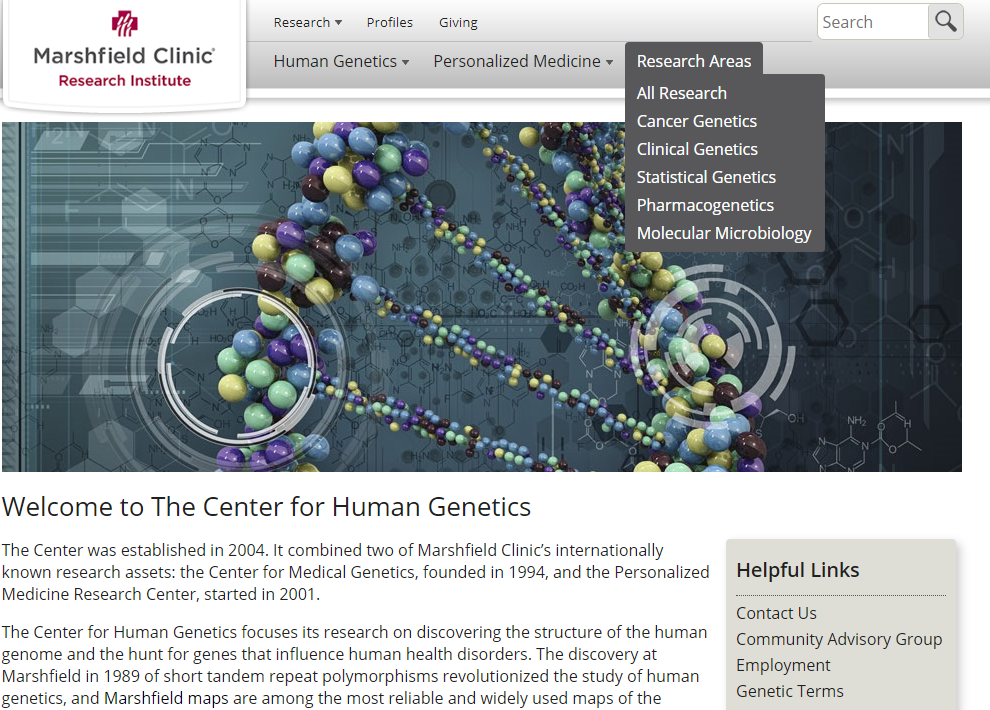 Marshfield Clinic®
Research Institute
Research
Profiles
Giving
Search
Human Genetics
Personalized Medicine
Research Areas
All Research
Cancer Genetics
Clinical Genetics
Statistical Genetics
Pharmacogenetics
Molecular Microbiology
Welcome to The Center for Human Genetics
The Center was established in 2004. It combined two of Marshfield Clinic’s internationally
known research assets: the Center for Medical Genetics, founded in 1994, and the Personalized
Medicine Research Center, started in 2001.
The Center for Human Genetics focuses its research on discovering the structure of the human
genome and the hunt for genes that influence human health disorders. The discovery at
Marshfield in 1989 of short tandem repeat polymorphisms revolutionized the study of human
genetics, and Marshfield maps are among the most reliable and widely used maps of the
Helpful Links
Contact Us
Community Advisory Group
Employment
Genetic Terms